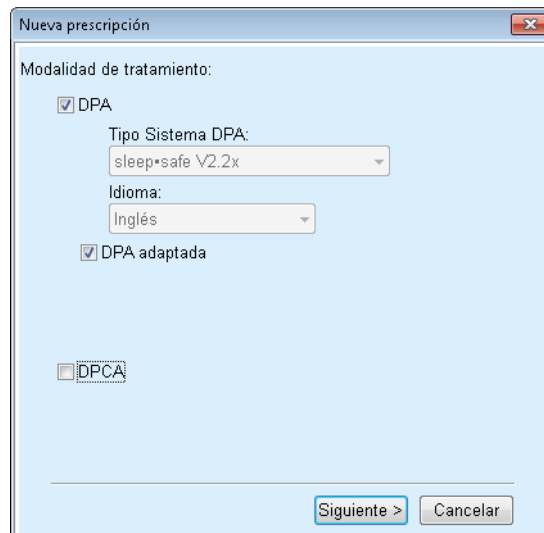 Nueva prescripción
Modalidad de tratamiento:
DPA
Tipo Sistema DPA:
sleep•safe V2.2x
Idioma:
Inglés
DPA adaptada
DPCA
Siguiente > Cancelar